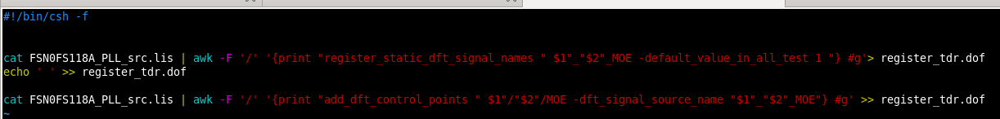 #!/bin/csh -f
cat FSN0FS118A_PLL_src.lis | awk -F '/' '{print "register_static_dft_signal_names " $1"_"$2"_MOE -default_value_in_all_test 1 "} #g'> register_tdr.dof
echo ' ' >> register_tdr.dof
cat FSN0FS118A_PLL_src.lis | awk -F '/' '{print "add_dft_control_points " $1"/"$2"/MOE -dft_signal_source_name "$1"_"$2"_MOE"} #g' >> register_tdr.dof
~